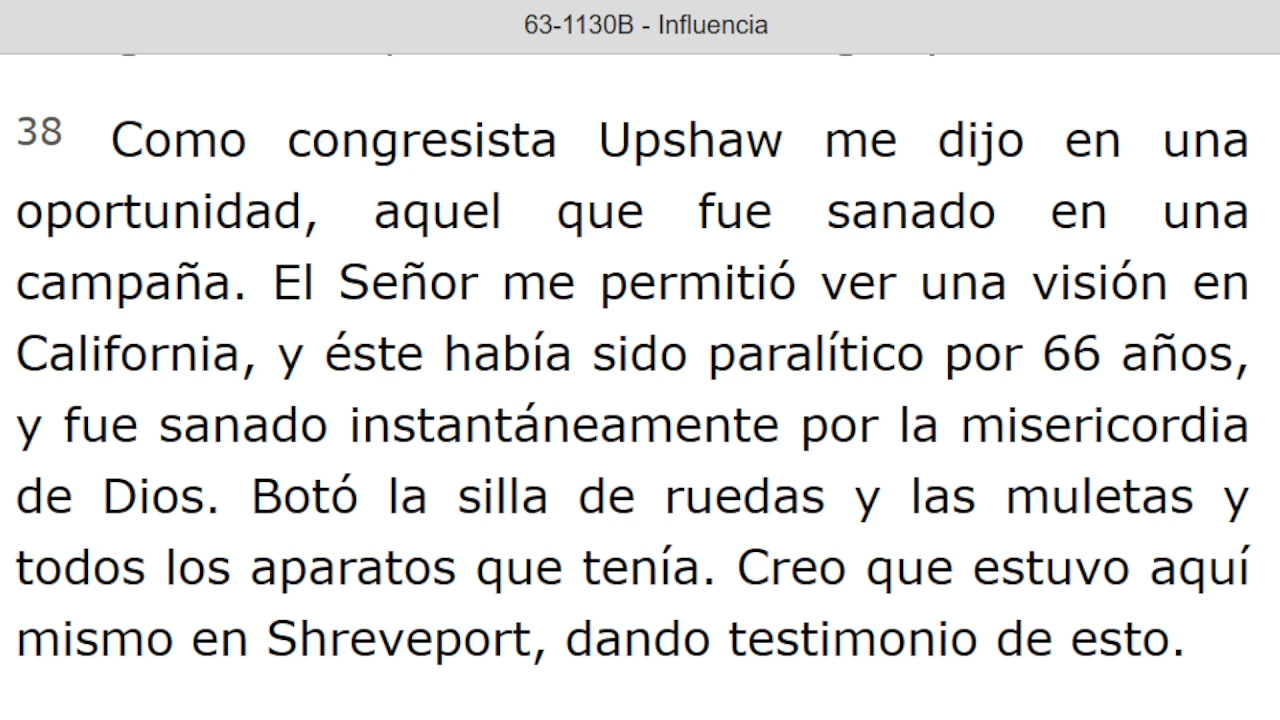 63-1130B - Influencia
38 Como congresista Upshaw me dijo en una
oportunidad, aquel que fue sanado en una
campaña. El Señor me permitió ver una visión en
California, y éste había sido paralítico por 66 años,
y fue sanado instantáneamente por la misericordia
de Dios. Botó la silla de ruedas y las muletas y
todos los aparatos que tenía. Creo que estuvo aquí
mismo en Shreveport, dando testimonio de esto.